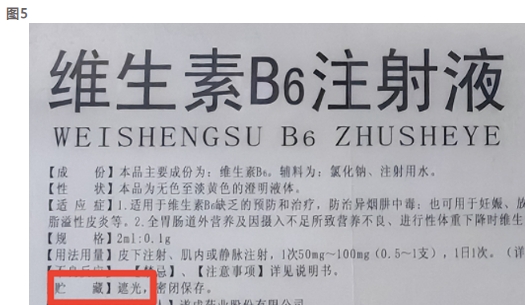 图5
维生素B6注射液
WEISHENGSU B6 ZHUSHEYE
【成 份】本品主要成份为：维生素B6。辅料为：氯化钠、注射用水。
【性 状】本品为无色至淡黄色的澄明液体。
【适 应 症】1.适用于维生素B6缺乏的预防和治疗，防治异烟肼中毒；也可用于妊娠、放
脂溢性皮炎等。2.全胃肠道外营养及因摄入不足所致营养不良、进行性体重下降时维生
【规 格】2ml:0.1g
【用法用量】皮下注射、肌内或静脉注射，1次50mg～100mg（0.5～1支），1日1次。
【不良反应】、【禁忌】、【注意事项】详见说明书。
【贮 藏】遮光，密闭保存。
药业股份有限公司